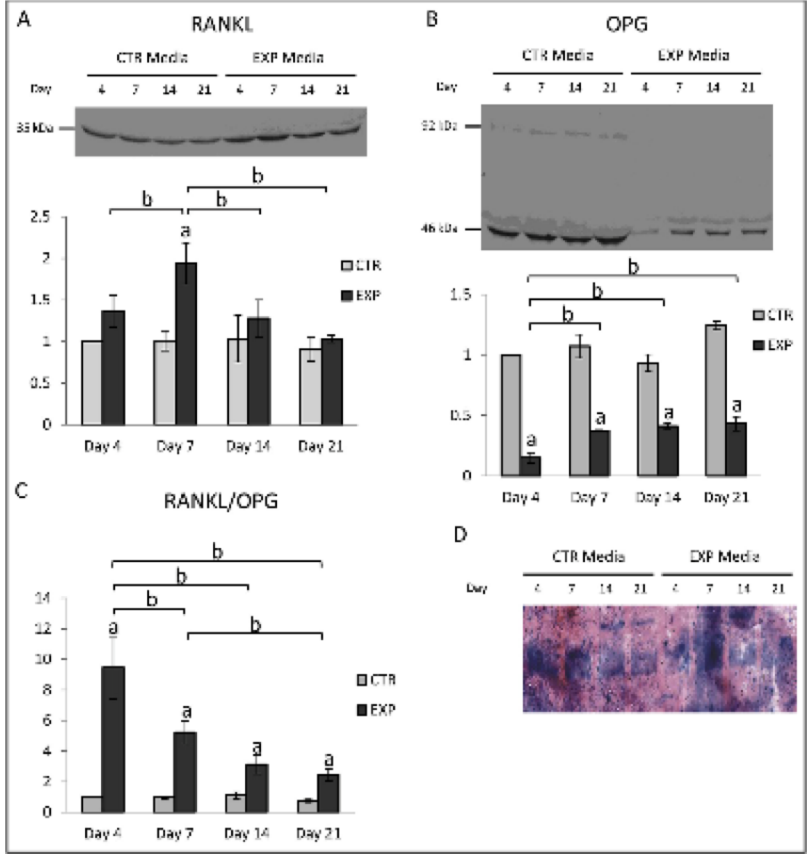 A
RANKL
CTR Media EXP Media
Day 4 7 14 21 4 7 14 21
35 kDa
b
b b
a
2.5
2
1.5
1
0.5
0
CTR
EXP
Day 4 Day 7 Day 14 Day 21
B
OPG
CTR Media EXP Media
Day 4 7 14 21 4 7 14 21
92 kDa
46 kDa
b
b
b
1.5
1
0.5
0
a a a a
CTR
EXP
Day 4 Day 7 Day 14 Day 21
C
RANKL/OPG
b
b
b
b
14
12
10
8
6
4
2
0
a
a
a
a
CTR
EXP
Day 4 Day 7 Day 14 Day 21
D
CTR Media EXP Media
Day 4 7 14 21 4 7 14 21